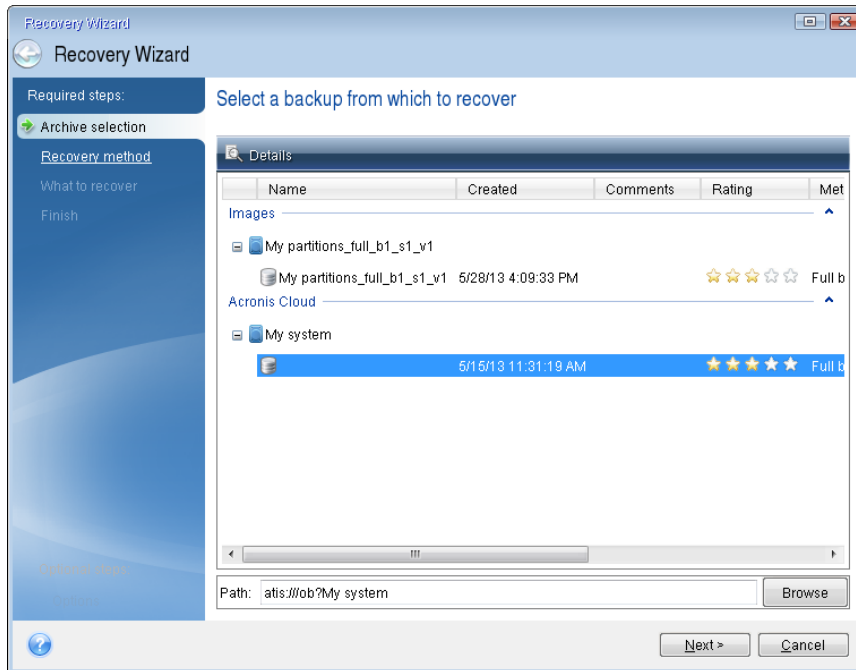 Recovery Wizard
Recovery Wizard
Required steps:
Archive selection
Recovery method
What to recover
Finish
Select a backup from which to recover
Details
Name Created Comments Rating Met
Images
My partitions_full_b1_s1_v1
My partitions_full_b1_s1_v1 5/28/13 4:09:33 PM Full b
Acronis Cloud
My system
5/15/13 11:31:19 AM Full b
Path: atis:///ob?My system
Browse
Next >
Cancel